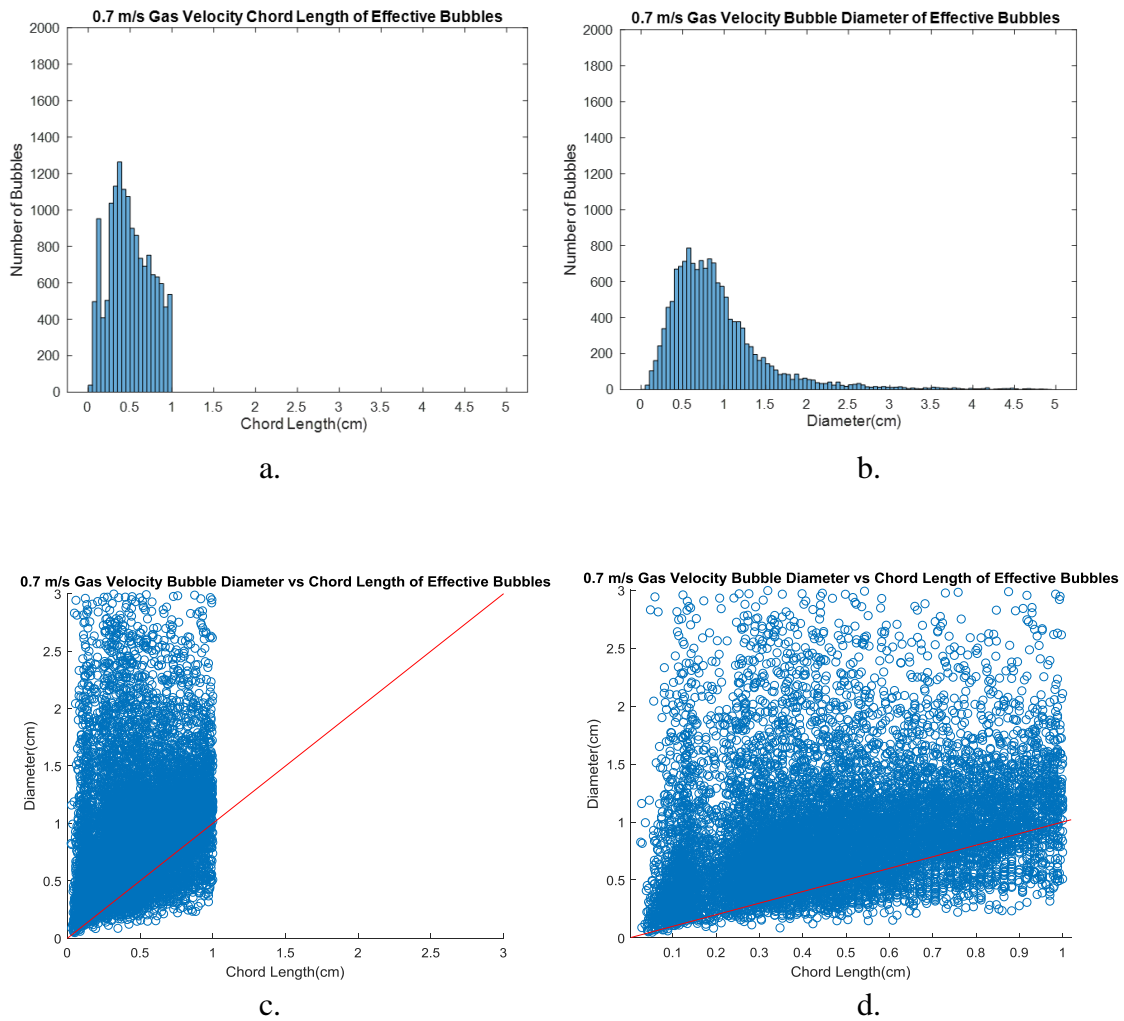 0.7 m/s Gas Velocity Chord Length of Effective Bubbles
2000
1800
1600
1400
1200
1000
800
600
400
200
0
Number of Bubbles
0 0.5 1 1.5 2 2.5 3 3.5 4 4.5 5
Chord Length(cm)
a.
0.7 m/s Gas Velocity Bubble Diameter of Effective Bubbles
2000
1800
1600
1400
1200
1000
800
600
400
200
0
Number of Bubbles
0 0.5 1 1.5 2 2.5 3 3.5 4 4.5 5
Diameter(cm)
b.
0.7 m/s Gas Velocity Bubble Diameter vs Chord Length of Effective Bubbles
3
2.5
2
1.5
1
0.5
0
Diameter(cm)
0 0.5 1 1.5 2 2.5 3
Chord Length(cm)
c.
0.7 m/s Gas Velocity Bubble Diameter vs Chord Length of Effective Bubbles
3
2.5
2
1.5
1
0.5
0
Diameter(cm)
0.1 0.2 0.3 0.4 0.5 0.6 0.7 0.8 0.9 1
Chord Length(cm)
d.